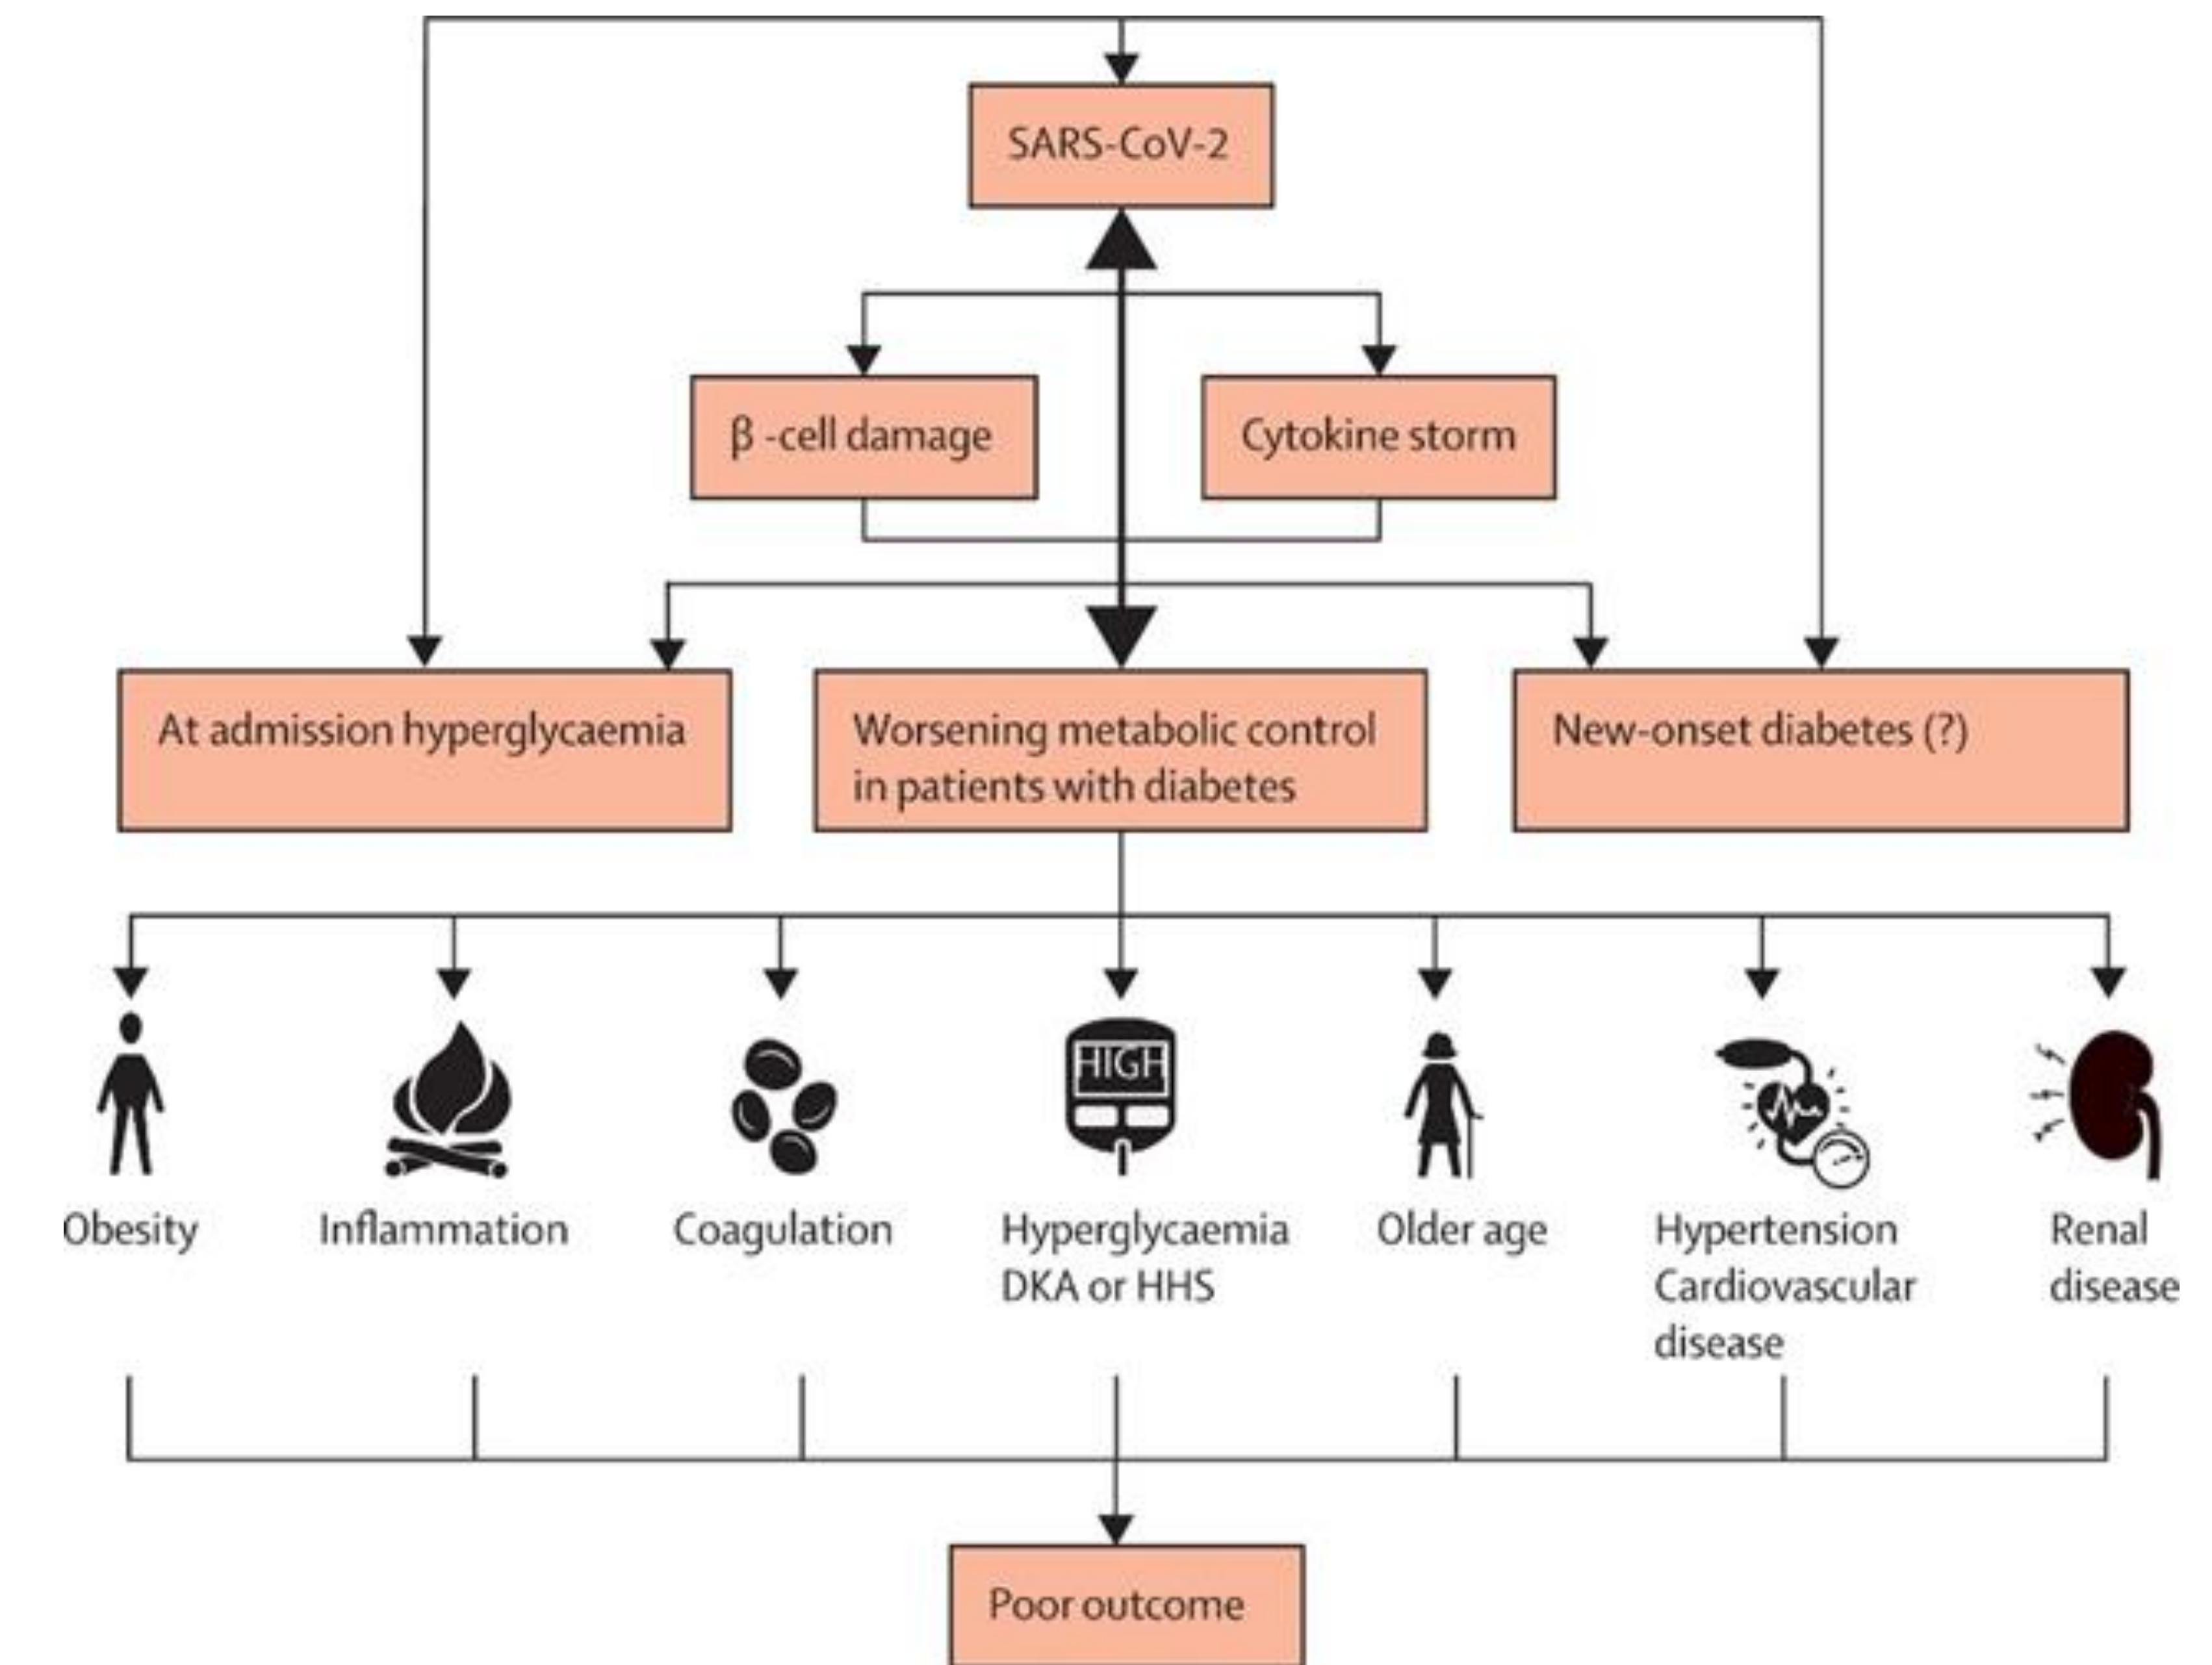 SARS-CoV-2
β -cell damage
Cytokine storm
At admission hyperglycaemia
Worsening metabolic control
in patients with diabetes
New-onset diabetes (?)
HIGH
Obesity
Inflammation
Coagulation
Hyperglycaemia
DKA or HHS
Older age
Hypertension
Cardiovascular
disease
Renal
disease
Poor outcome